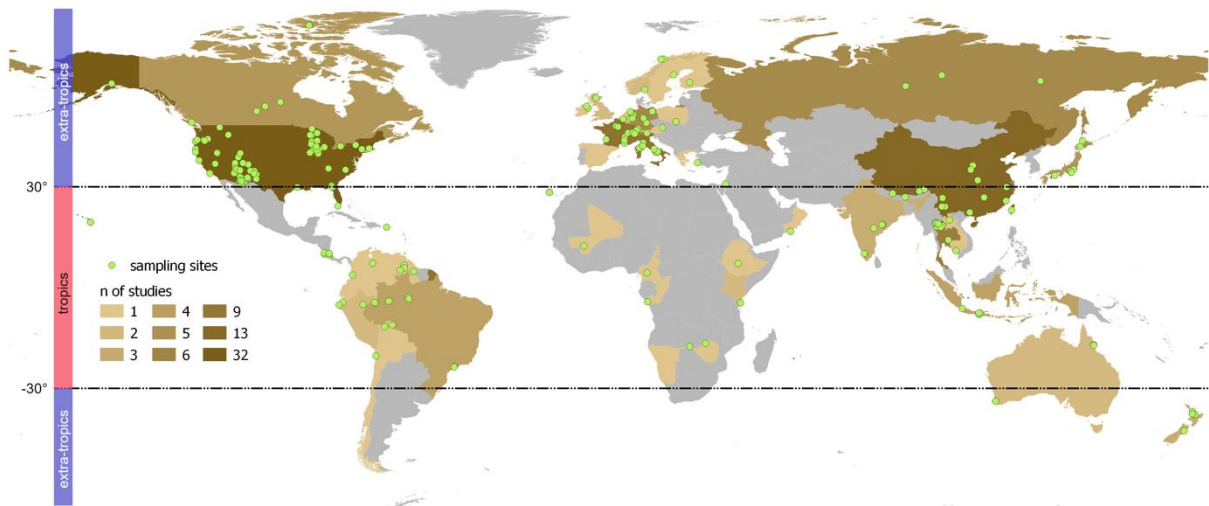 extra-tropics
30°
tropics
sampling sites
n of studies
1 4 9
2 5 13
3 6 32
-30°
extra-tropics